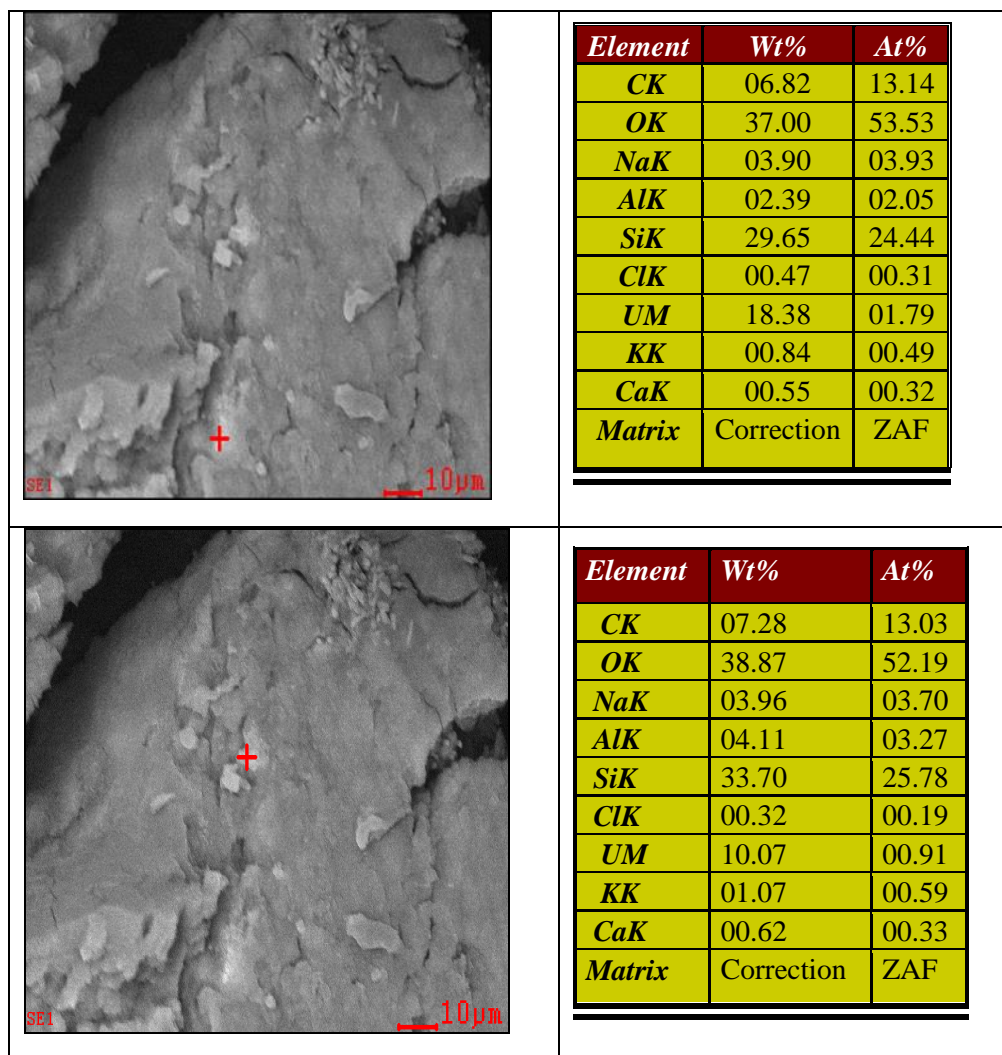 Element Wt% At%
CK 06.82 13.14
OK 37.00 53.53
NaK 03.90 03.93
AlK 02.39 02.05
SiK 29.65 24.44
ClK 00.47 00.31
UM 18.38 01.79
KK 00.84 00.49
CaK 00.55 00.32
Matrix Correction ZAF
SE1
10µm
Element Wt% At%
CK 07.28 13.03
OK 38.87 52.19
NaK 03.96 03.70
AlK 04.11 03.27
SiK 33.70 25.78
ClK 00.32 00.19
UM 10.07 00.91
KK 01.07 00.59
CaK 00.62 00.33
Matrix Correction ZAF
SE1
10µm